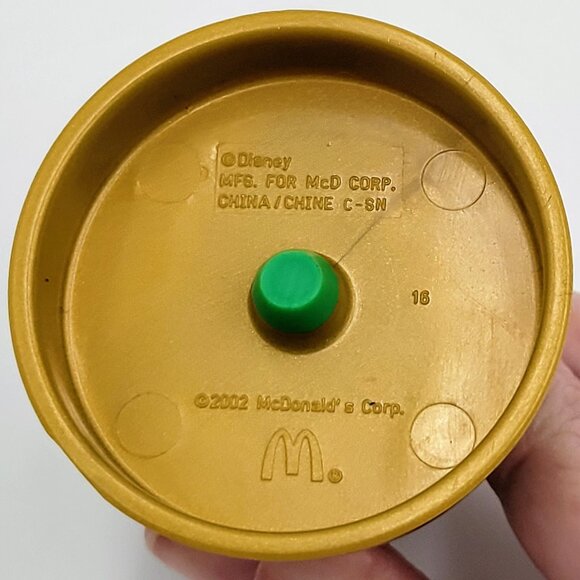 ©Disney
MFG. FOR McD CORP.
CHINA/CHINE C-SN
16
©2002 McDonald's Corp.
M®